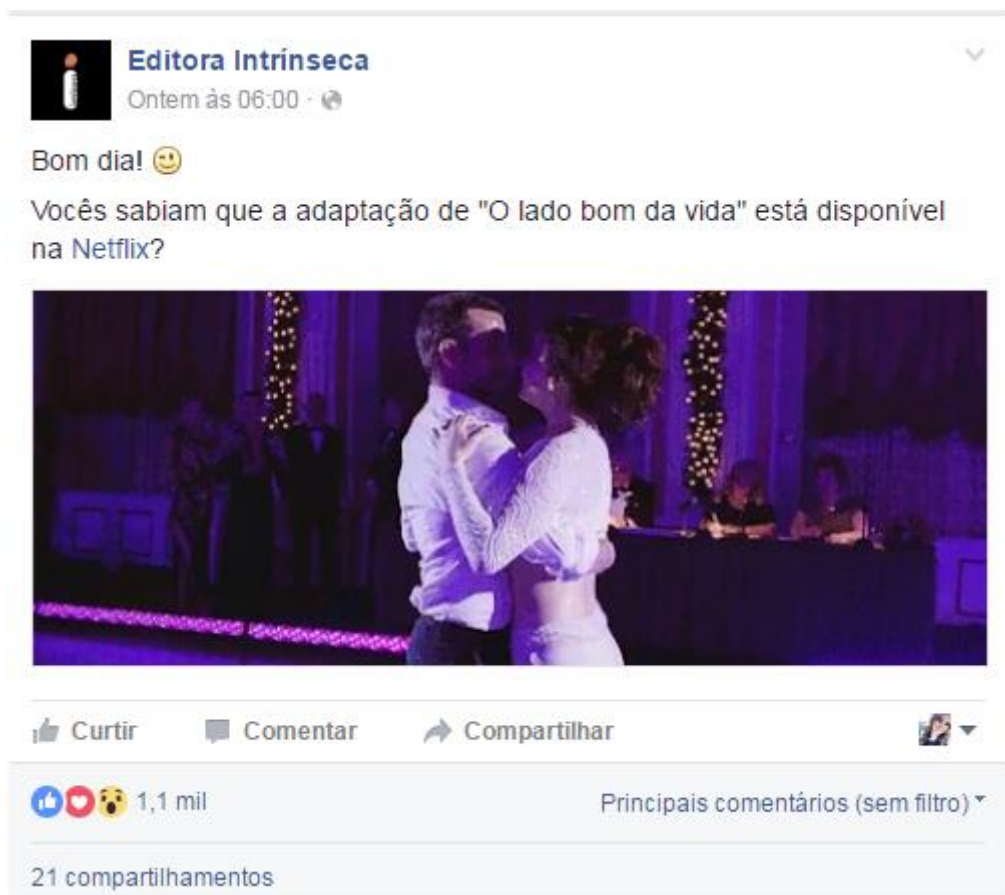 Editora Intrínseca
Ontem às 06:00 ·
Bom dia! 😉
Vocês sabiam que a adaptação de "O lado bom da vida" está disponível
na Netflix?
Curtir Comentar Compartilhar
1,1 mil Principais comentários (sem filtro)
21 compartilhamentos